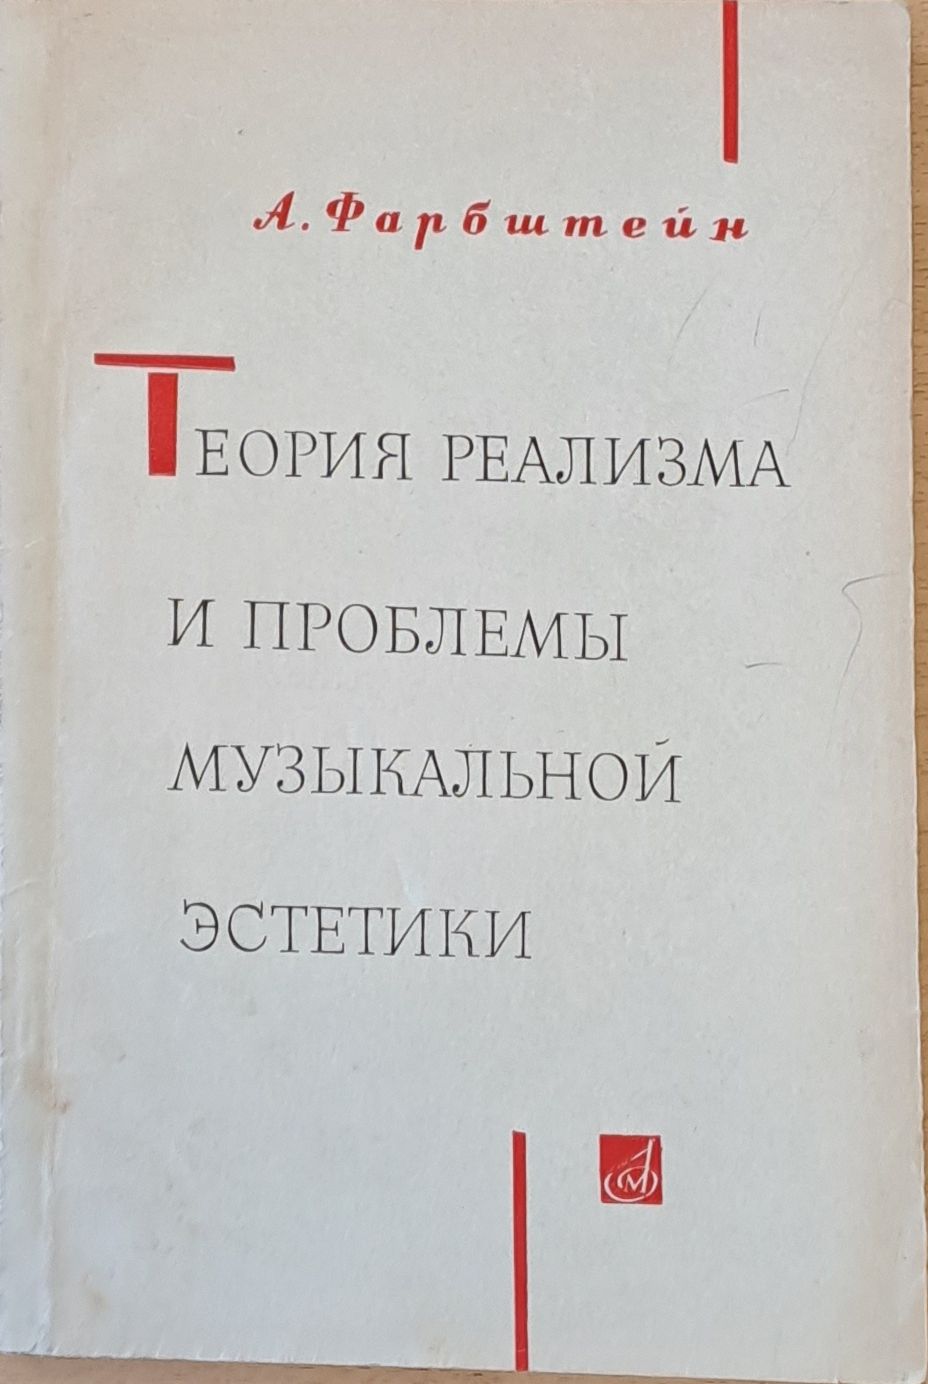 А. Фарбштейн
ТЕОРИЯ РЕАЛИЗМА
И ПРОБЛЕМЫ
МУЗЫКАЛЬНОЙ
ЭСТЕТИКИ
М